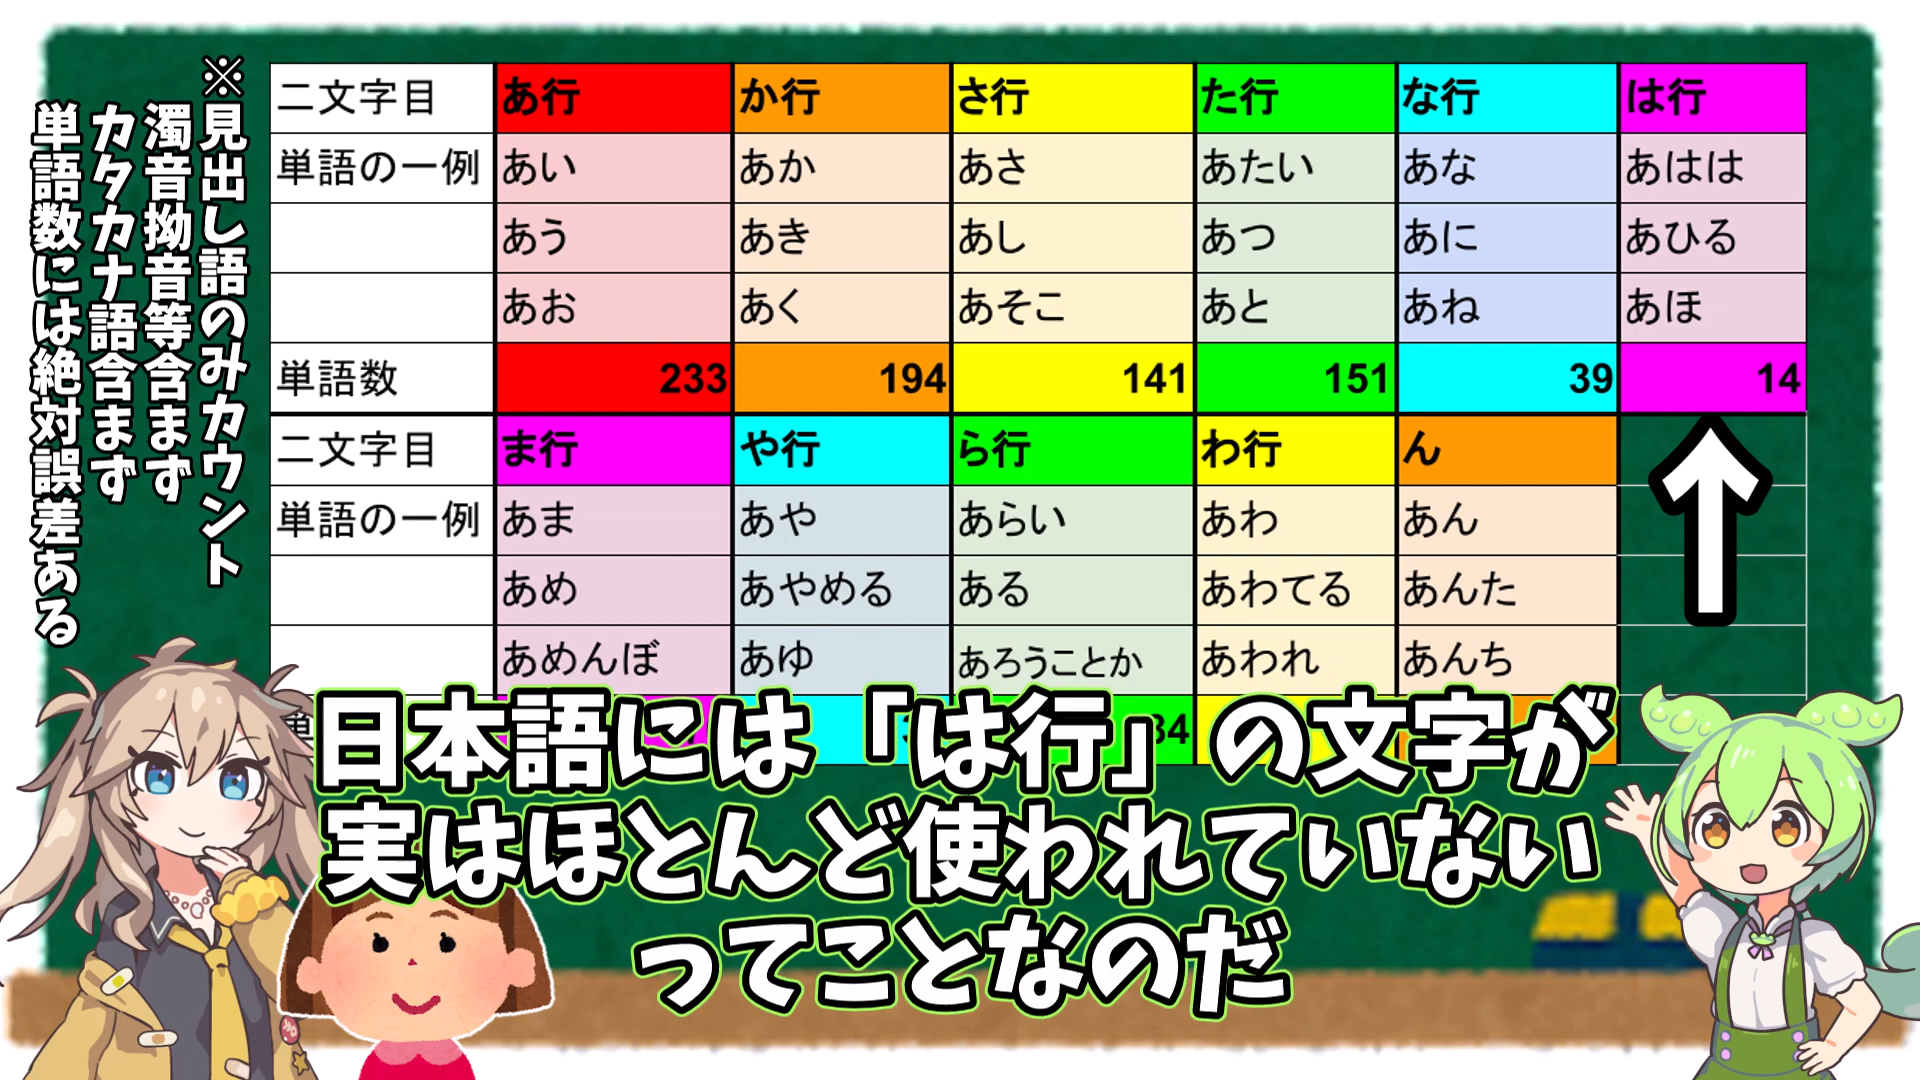 ※見出し語のみカウント
濁音拗音等含まず
カタカナ語含まず
単語数には絶対誤差ある
二文字目 あ行 か行 さ行 た行 な行 は行
単語の一例 あい あか あさ あたい あな あはは
あう あき あし あつ あに あひる
あお あく あそこ あと あね あほ
単語数 233 194 141 151 39 14
二文字目 ま行 や行 ら行 わ行 ん
単語の一例 あま あや あらい あわ あん
あめ あやめる ある あわてる あんた
あめんぼ あゆ あろうことか あわれ あんち
日本語には「は行」の文字が
実はほとんど使われていない
ってことなのだ